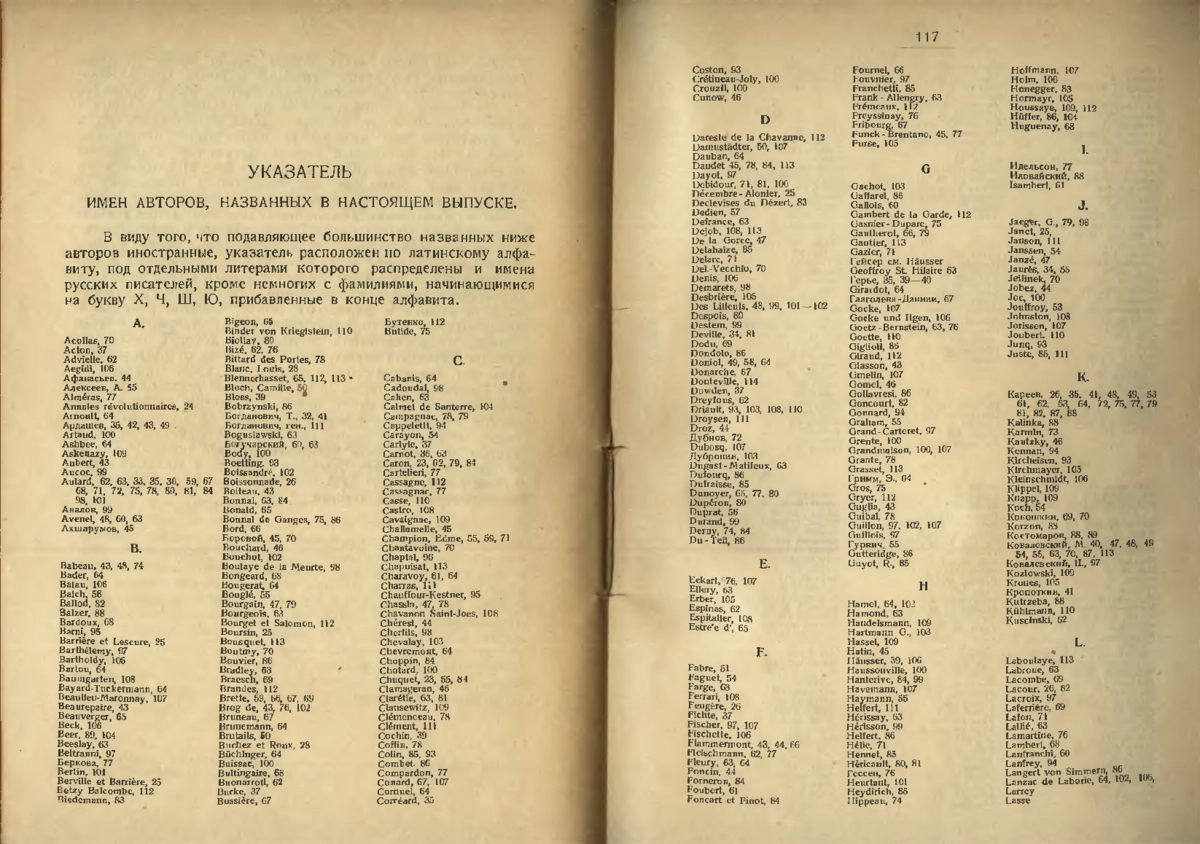 УКАЗАТЕЛЬ
ИМЕН АВТОРОВ, НАЗВАННЫХ В НАСТОЯЩЕМ ВЫПУСКЕ.
В виду того, что подавляющее большинство названных ниже
авторов иностранные, указатель расположен по латинскому алфа-
виту, под отдельными литерами которого распределены и имена
русских писателей, кроме немногих с фамилиями, начинающимися
на букву Х, Ч, Ш, Ю, прибавленные в конце алфавита.
A.
Acollas, 70
Acton, 37
Advielle, 62
Aegidi, 106
Афанасьев. 44
Алексеев, А. 55
Alméras, 77
Annales révolutionnaires, 24
Arnoult, 64
Ардашев, 35, 42, 43, 49
Artaud, 100
Ashbee, 64
Askenazy, 109
Aubert, 43
Aucoc, 99
Aulard, 62, 63, 33, 35, 36, 59, 67
68, 71, 72, 75, 78, 80, 81, 84
98, 101
Аналов, 99
Avenel, 48, 60, 63
Ахшарумов, 45
B.
Babeau, 43, 48, 74
Bader, 64
Balau, 106
Balch, 58
Ballod, 82
Balzer, 88
Bardoux, 68
Barni, 95
Barrière et Lescure, 25
Barthélemy, 97
Bartholdy, 106
Bartou, 64
Baumgarten, 108
Bayard-Tuckermann, 64
Beaulieu-Maronnay, 107
Beaurepaire, 43
Beauverger, 65
Beck, 106
Beer, 89, 104
Beeslay, 63
Beltranni, 97
Беркова, 77
Bertin, 101
Berville et Barrière, 25
Betzy Balcombe, 112
Biedemann, 83
Bigeon, 65
Binder von Krieglstein, 110
Biollay, 80
Bizé, 62, 76
Bittard des Portes, 78
Blanc, Louis, 28
Blennerhasset, 65, 112, 113
Bloch, Camille, 50
Bloss, 39
Bobrzynski, 86
Богданович, Т., 32, 41
Богданович, ген., 111
Boguslawski, 63
Богучарский, 60, 63
Body, 100
Boetting, 93
Boissandré, 102
Boissonnade, 26
Boiteau, 43
Bonnal, 63, 84
Bonald, 65
Bonnal de Ganges, 75, 86
Bord, 66
Боровой, 45, 70
Bouchard, 46
Bouchot, 102
Boulaye de la Meurte, 98
Bongeard, 68
Bougerat, 64
Bouglé, 56
Bourgain, 47, 79
Bourgeois, 63
Bourget et Salomon, 112
Boursin, 25
Bousquet, 113
Boutmy, 70
Bouvier, 86
Bradley, 63
Braesch, 69
Brandes, 112
Brette, 59, 66, 67, 69
Brog de, 43, 76, 102
Bruneau, 67
Brunemann, 64
Brutails, 50
Buchez et Roux, 28
Büchinger, 64
Buissac, 100
Bultingaire, 68
Buonarroti, 62
Burke, 37
Bussière, 67
Бутенко, 112
Butide, 75
C.
Cabanis, 64
Cadoudal, 98
Cahen, 63
Calmet de Santerre, 104
Campagnac, 78, 79
Cappeletti, 94
Carayon, 54
Carlyle, 37
Carnot, 36, 63
Caron, 23, 62, 79, 84
Cartelieri, 77
Cassagne, 112
Cassagnac, 77
Casse, 110
Castro, 108
Cavaignac, 109
Challamelle, 45
Champion, Edme, 55, 59, 71
Chantavoine, 70
Chaptal, 96
Chapuisat, 113
Charavoy, 61, 64
Charras, 111
Chauffour-Kestner, 95
Chassin, 47, 78
Chavanon Saint-Joes, 108
Chérest, 44
Cherfils, 98
Chevalay, 103
Chevremont, 64
Choppin, 84
Chotard, 100
Chuquet, 28, 55, 84
Clamageran, 46
Clarétie, 63, 81
Clausewitz, 109
Clémenceau, 78
Clément, 111
Cochin, 39
Coffin, 78
Colin, 85, 93
Combet. 86
Compardon, 77
Conard, 67, 107
Cornuel, 64
Corréard, 35
117
Coston, 93
Crétineau-Joly, 100
Crouzil, 100
Cunow, 46
D
Dareste de la Chavanne, 112
Damustädter, 50, 107
Dauban, 64
Daudet 45, 78, 84, 113
Dayot, 97
Debidour, 71, 81, 100
Décembre-Alonier, 25
Declevises du Dézert, 83
Dedien, 57
Defrance, 63
Dejob, 108, 113
De la Gorce, 47
Delahaize, 85
Delarc, 71
Del-Vecchio, 70
Denis, 106
Demarets, 98
Desbrière, 106
Des Lilleuls, 48, 99, 101—102
Despois, 80
Destem, 99
Deville, 34, 81
Dodu, 69
Dondolo, 86
Doniol, 49, 58, 64
Donarche, 67
Douteville, 114
Dowden, 37
Dreyfous, 62
Driault, 93, 103, 108, 110
Droysen, 111
Droz, 44
Дубнов, 72
Dubosq, 107
Дубровин, 103
Dugast-Matifeux, 63
Dufourq, 86
Dufraisse, 85
Dunoyer, 65, 77, 80
Dupéron, 80
Duprat, 56
Durand, 99
Derny, 74, 84
Du-Teil, 86
E.
Eckart, 76, 107
Ellery, 63
Erber, 105
Espinas, 62
Espitalier, 108
Estre'e d', 65
F.
Fabre, 51
Faguet, 54
Farge, 63
Ferrari, 108
Feugère, 26
Fichte, 37
Fischer, 97, 107
Fischette, 106
Flammermont, 43, 44, 66
Fleischmann, 62, 77
Fleury, 63, 64
Foncin, 44
Forneron, 84
Foubert, 61
Foncart et Finot, 84
Fournel, 66
Fouvnier, 97
Franchetti, 85
Frank-Allengry, 63
Frémeaux, 112
Freyssinay, 76
Fribourg, 67
Funck-Brentano, 45, 77
Furse, 105
G
Gachot, 103
Gaffarel, 86
Gallois, 60
Gambert de la Garde, 112
Gasnier-Duparc, 75
Gautherot, 66, 79
Gautier, 113
Gazier, 71
Гейсер см. Häusser
Geoffroy St. Hilaire 63
Герье, 35, 39—40
Girardot, 64
Глаголева-Данини, 67
Gocke, 107
Gocke und Ilgen, 106
Goetz-Bernstein, 63, 76
Goette, 110
Giglioli, 86
Giraud, 112
Glasson, 43
Gmelin, 107
Gomel, 46
Gollavresi, 86
Goncourt, 82
Gonnard, 94
Graham, 55
Grand-Carteret, 97
Grente, 100
Grandmaison, 100, 107
Grante, 78
Grasset, 113
Гримм, Э., 64
Gros, 75
Gryer, 112
Guglia, 43
Guibal, 78
Guillon, 97, 102, 107
Guillois, 97
Гурвич, 55
Gutteridge, 86
Guyot, R., 85
H
Hamel, 64, 102
Hamond, 63
Handelsmann, 109
Hartmann G., 103
Hassel, 109
Hatin, 45
Häusser, 39, 106
Haussonville, 100
Hanterive, 84, 99
Havemann, 107
Haymann, 55
Helfert, 111
Hérissay, 63
Hérisson, 99
Helfert, 86
Hélie, 71
Hennel, 85
Héricault, 80, 81
Гессен, 76
Heurtaut, 101
Heydirich, 85
Hippeau, 74
Hoffmann, 107
Holm, 106
Honegger, 83
Hormayr, 105
Houssaye, 109, 112
Hüffer, 86, 104
Huguenay, 68
I.
Идельсон, 77
Иловайский, 88
Isambert, 61
J.
Jaeger, G., 79, 98
Janet, 25,
Janson, 111
Janssen, 54
Janzé, 47
Jaurès, 34, 55
Jellinek, 70
Jobez, 44
Joc, 100
Jouffroy, 53
Johnston, 108
Jorissen, 107
Joubert, 110
Jung, 93
Juste, 85, 111
K.
Кареев, 26, 35, 41, 48, 49, 53
61, 62, 63, 64, 72, 75, 77, 79
81, 82, 87, 88
Kalinka, 88
Karmin, 73
Kautzky, 46
Kennan, 94
Kircheisen, 93
Kirchmayer, 105
Kleinschmidt, 106
Klippel, 109
Knapp, 109
Koch, 54
Кокошкин, 69, 70
Korzon, 88
Костомаров, 88, 89
Ковалевский, М. 40, 47, 48, 49
54, 55, 63, 70, 87, 113
Ковалевский, П., 97
Kozlowski, 109
Krones, 105
Кропоткин, 41
Kutrzeba, 88
Kühlmann, 110
Kuscinski, 62
L.
Laboulaye, 113
Labroue, 63
Lacombe, 69
Lacour, 26, 82
Lacroix, 97
Laferrière, 69
Lafon, 71
Lallié, 63
Lamartine, 76
Lambert, 68
Lanfranchi, 60
Lanfrey, 94
Langert von Simmern, 86
Lanzac de Laborie, 64, 102, 106,
Larrey
Lasse